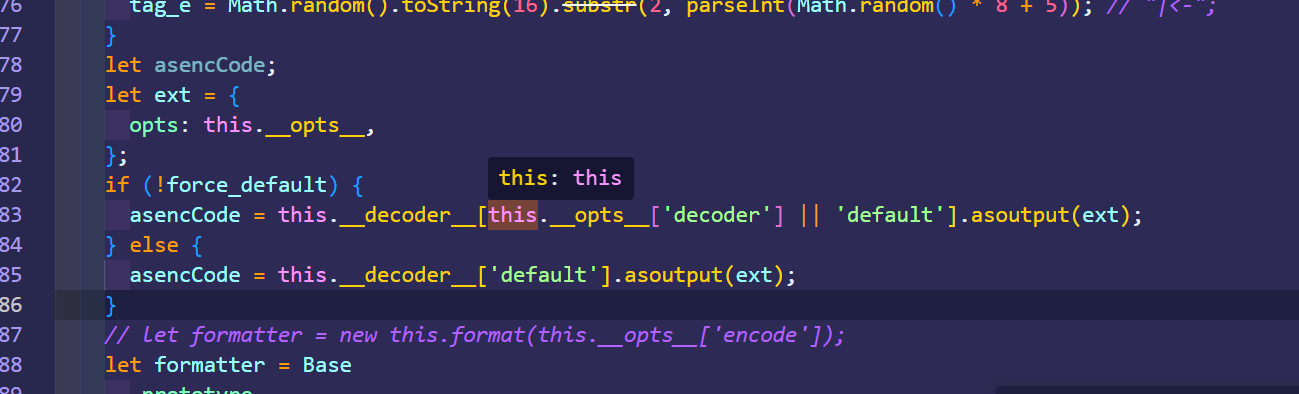 76 tag_e = Math.random().toString(16).substr(2, parseInt(Math.random() * 8 + 5)); // "|<-";
77 }
78 let asencCode;
79 let ext = {
80 opts: this.__opts__,
81 };
82 if (!force_default) {
this: this
83 asencCode = this.__decoder__[this.__opts__['decoder'] || 'default'].asoutput(ext);
84 } else {
85 asencCode = this.__decoder__['default'].asoutput(ext);
86 }
87 // let formatter = new this.format(this.__opts__['encode']);
88 let formatter = Base
89 .prototype